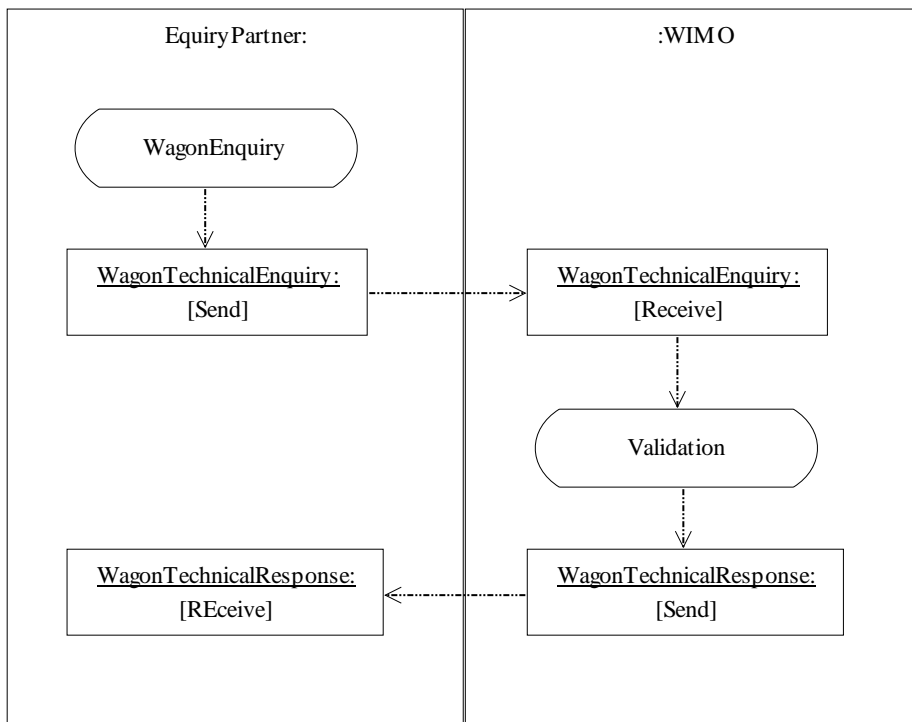 EquiryPartner:
:WIMO
WagonEnquiry
WagonTechnicalEnquiry:
[Send]
WagonTechnicalEnquiry:
[Receive]
Validation
WagonTechnicalResponse:
[REceive]
WagonTechnicalResponse:
[Send]